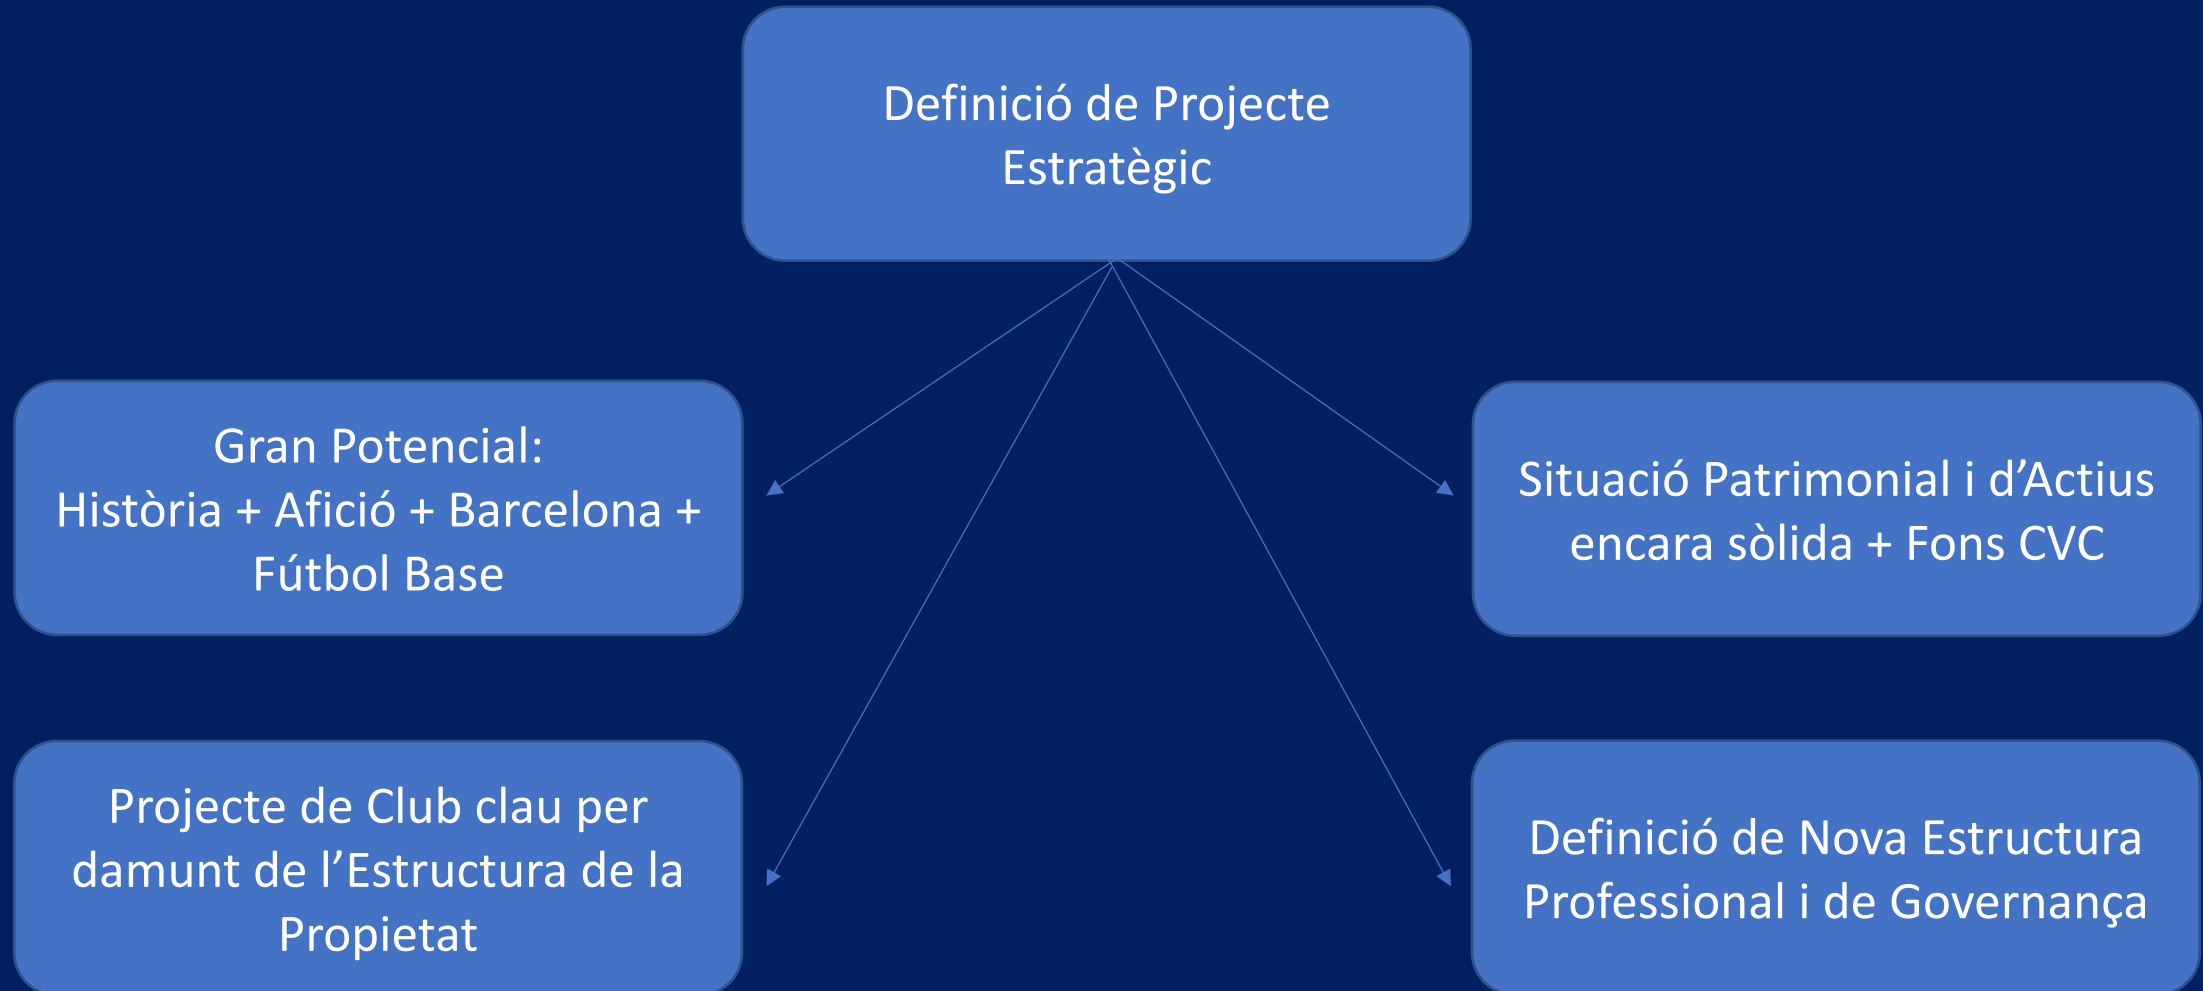 Definició de Projecte
Estratègic
Gran Potencial:
Història + Afició + Barcelona +
Fútbol Base
Situació Patrimonial i d’Actius
encara sòlida + Fons CVC
Projecte de Club clau per
damunt de l’Estructura de la
Propietat
Definició de Nova Estructura
Professional i de Governança